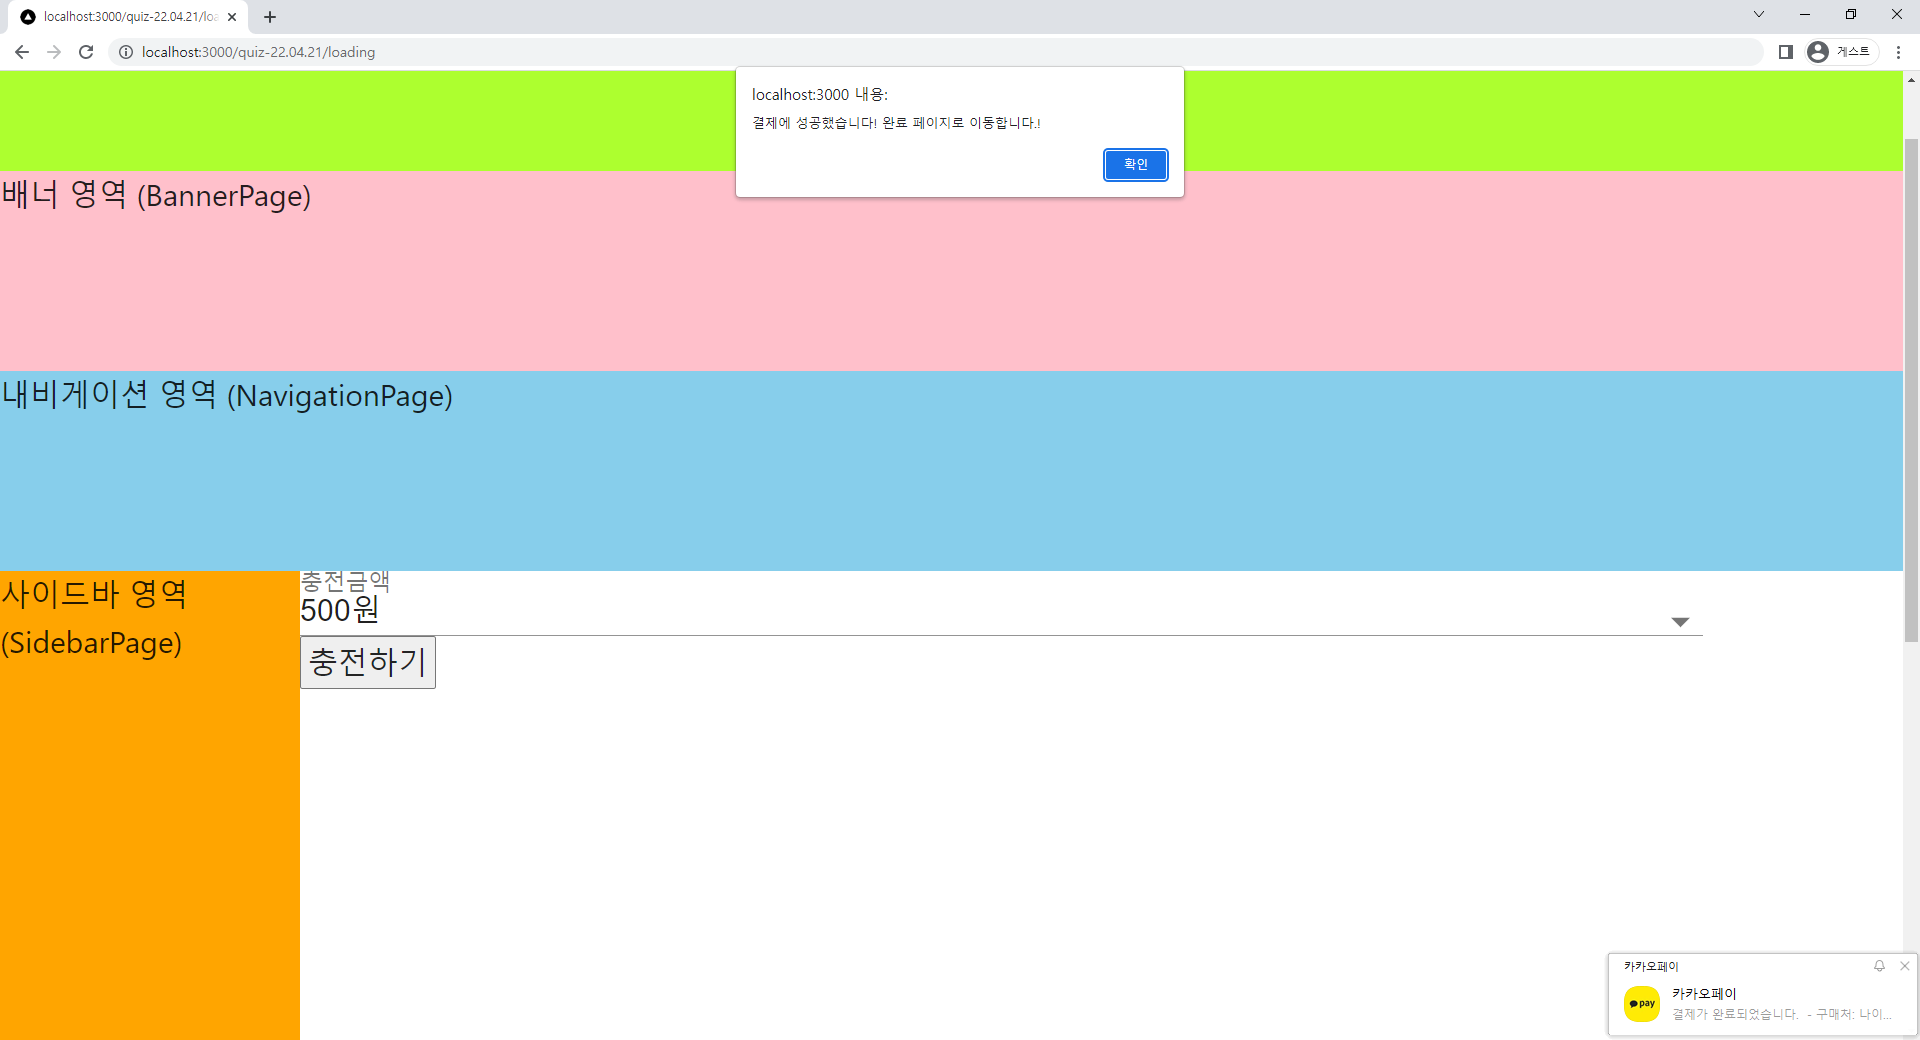 localhost:3000/quiz-22.04.21/loa
localhost:3000/quiz-22.04.21/loading
게스트
localhost:3000 내용:
결제에 성공했습니다! 완료 페이지로 이동합니다.!
확인
배너 영역 (BannerPage)
내비게이션 영역 (NavigationPage)
사이드바 영역
(SidebarPage)
충전금액
500원
충전하기
카카오페이
pay
카카오페이
결제가 완료되었습니다. - 구매처: 나이...